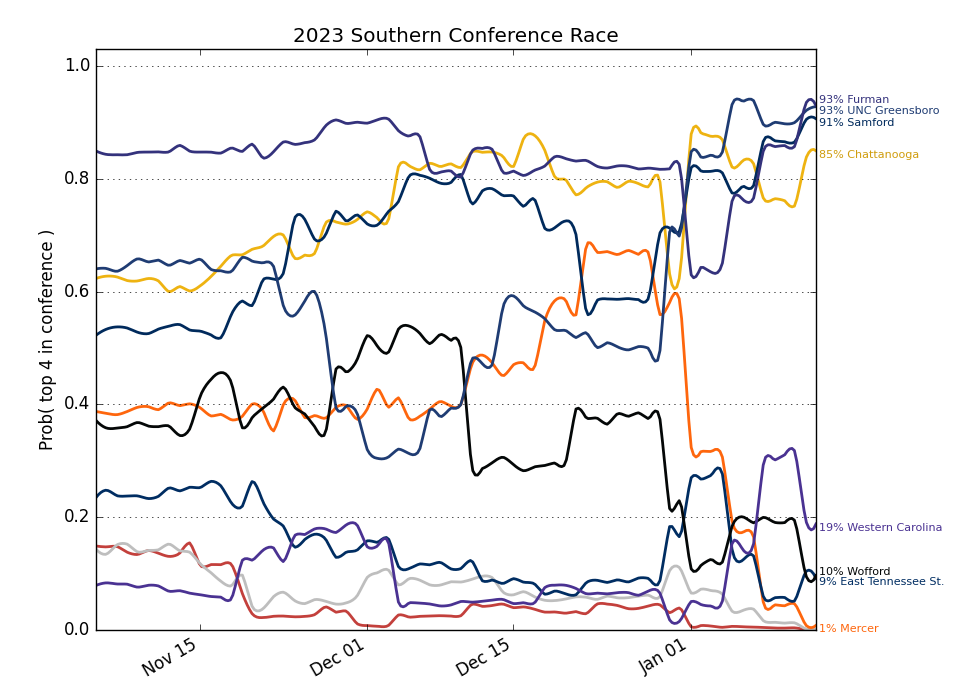 2023 Southern Conference Race
Prob( top 4 in conference )
1.0
0.8
0.6
0.4
0.2
0.0
Nov 15
Dec 01
Dec 15
Jan 01
93% Furman
93% UNC Greensboro
91% Samford
85% Chattanooga
19% Western Carolina
10% Wofford
9% East Tennessee St.
1% Mercer